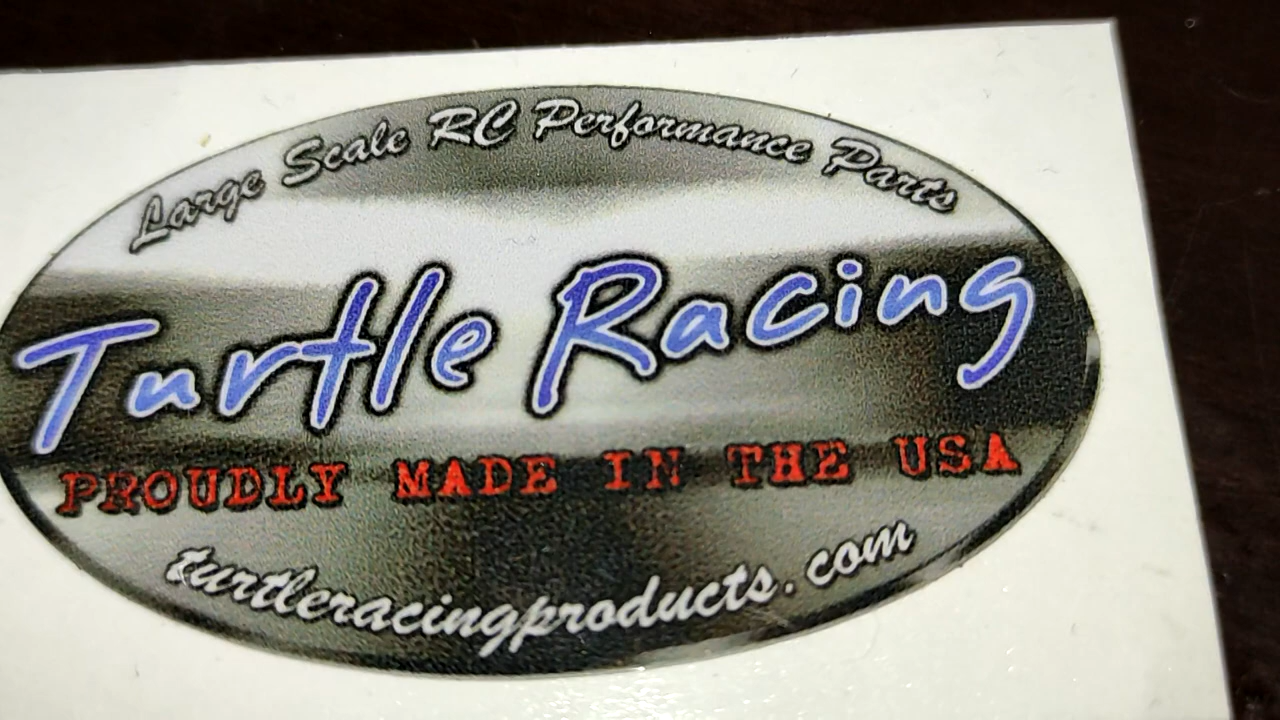 Large Scale RC Performance Parts
Turtle Racing
PROUDLY MADE IN THE USA
turtleracingproducts.com